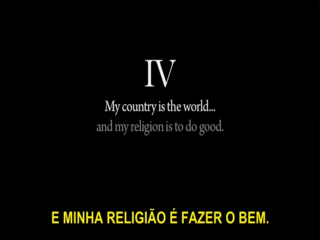 IV
My country is the world...
and my religion is to do good.
E MINHA RELIGIÃO É FAZER O BEM.